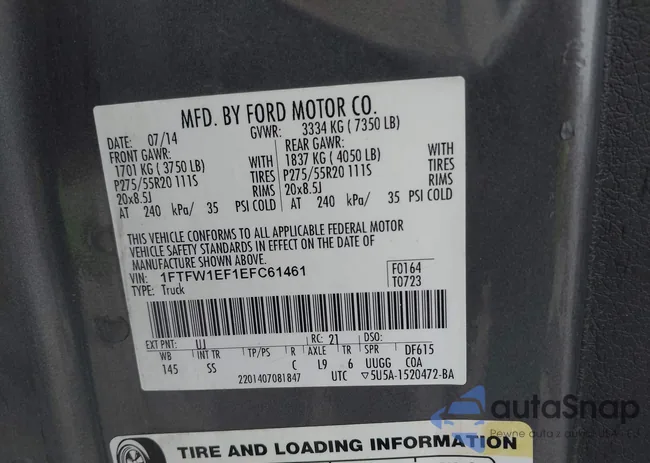 MFD. BY FORD MOTOR CO.
DATE: 07/14 GVWR: 3334 KG ( 7350 LB)
FRONT GAWR: REAR GAWR:
1701 KG ( 3750 LB) WITH 1837 KG ( 4050 LB) WITH
P275/55R20 111S TIRES P275/55R20 111S TIRES
20x8.5J RIMS 20x8.5J RIMS
AT 240 kPa/ 35 PSI COLD AT 240 kPa/ 35 PSI COLD
THIS VEHICLE CONFORMS TO ALL APPLICABLE FEDERAL MOTOR
VEHICLE SAFETY STANDARDS IN EFFECT ON THE DATE OF
MANUFACTURE SHOWN ABOVE.
VIN: 1FTFW1EF1EFC61461 F0164
TYPE: Truck T0723
EXT PNT: UJ RC: 21 DSO:
WB INT TR TP/PS R AXLE TR SPR DF615
145 SS C L9 6 UUGG COA
2201407081847 UTC ▽5U5A-1520472-BA
TIRE AND LOADING INFORMATION
autoSnap
Pewne auta z autami